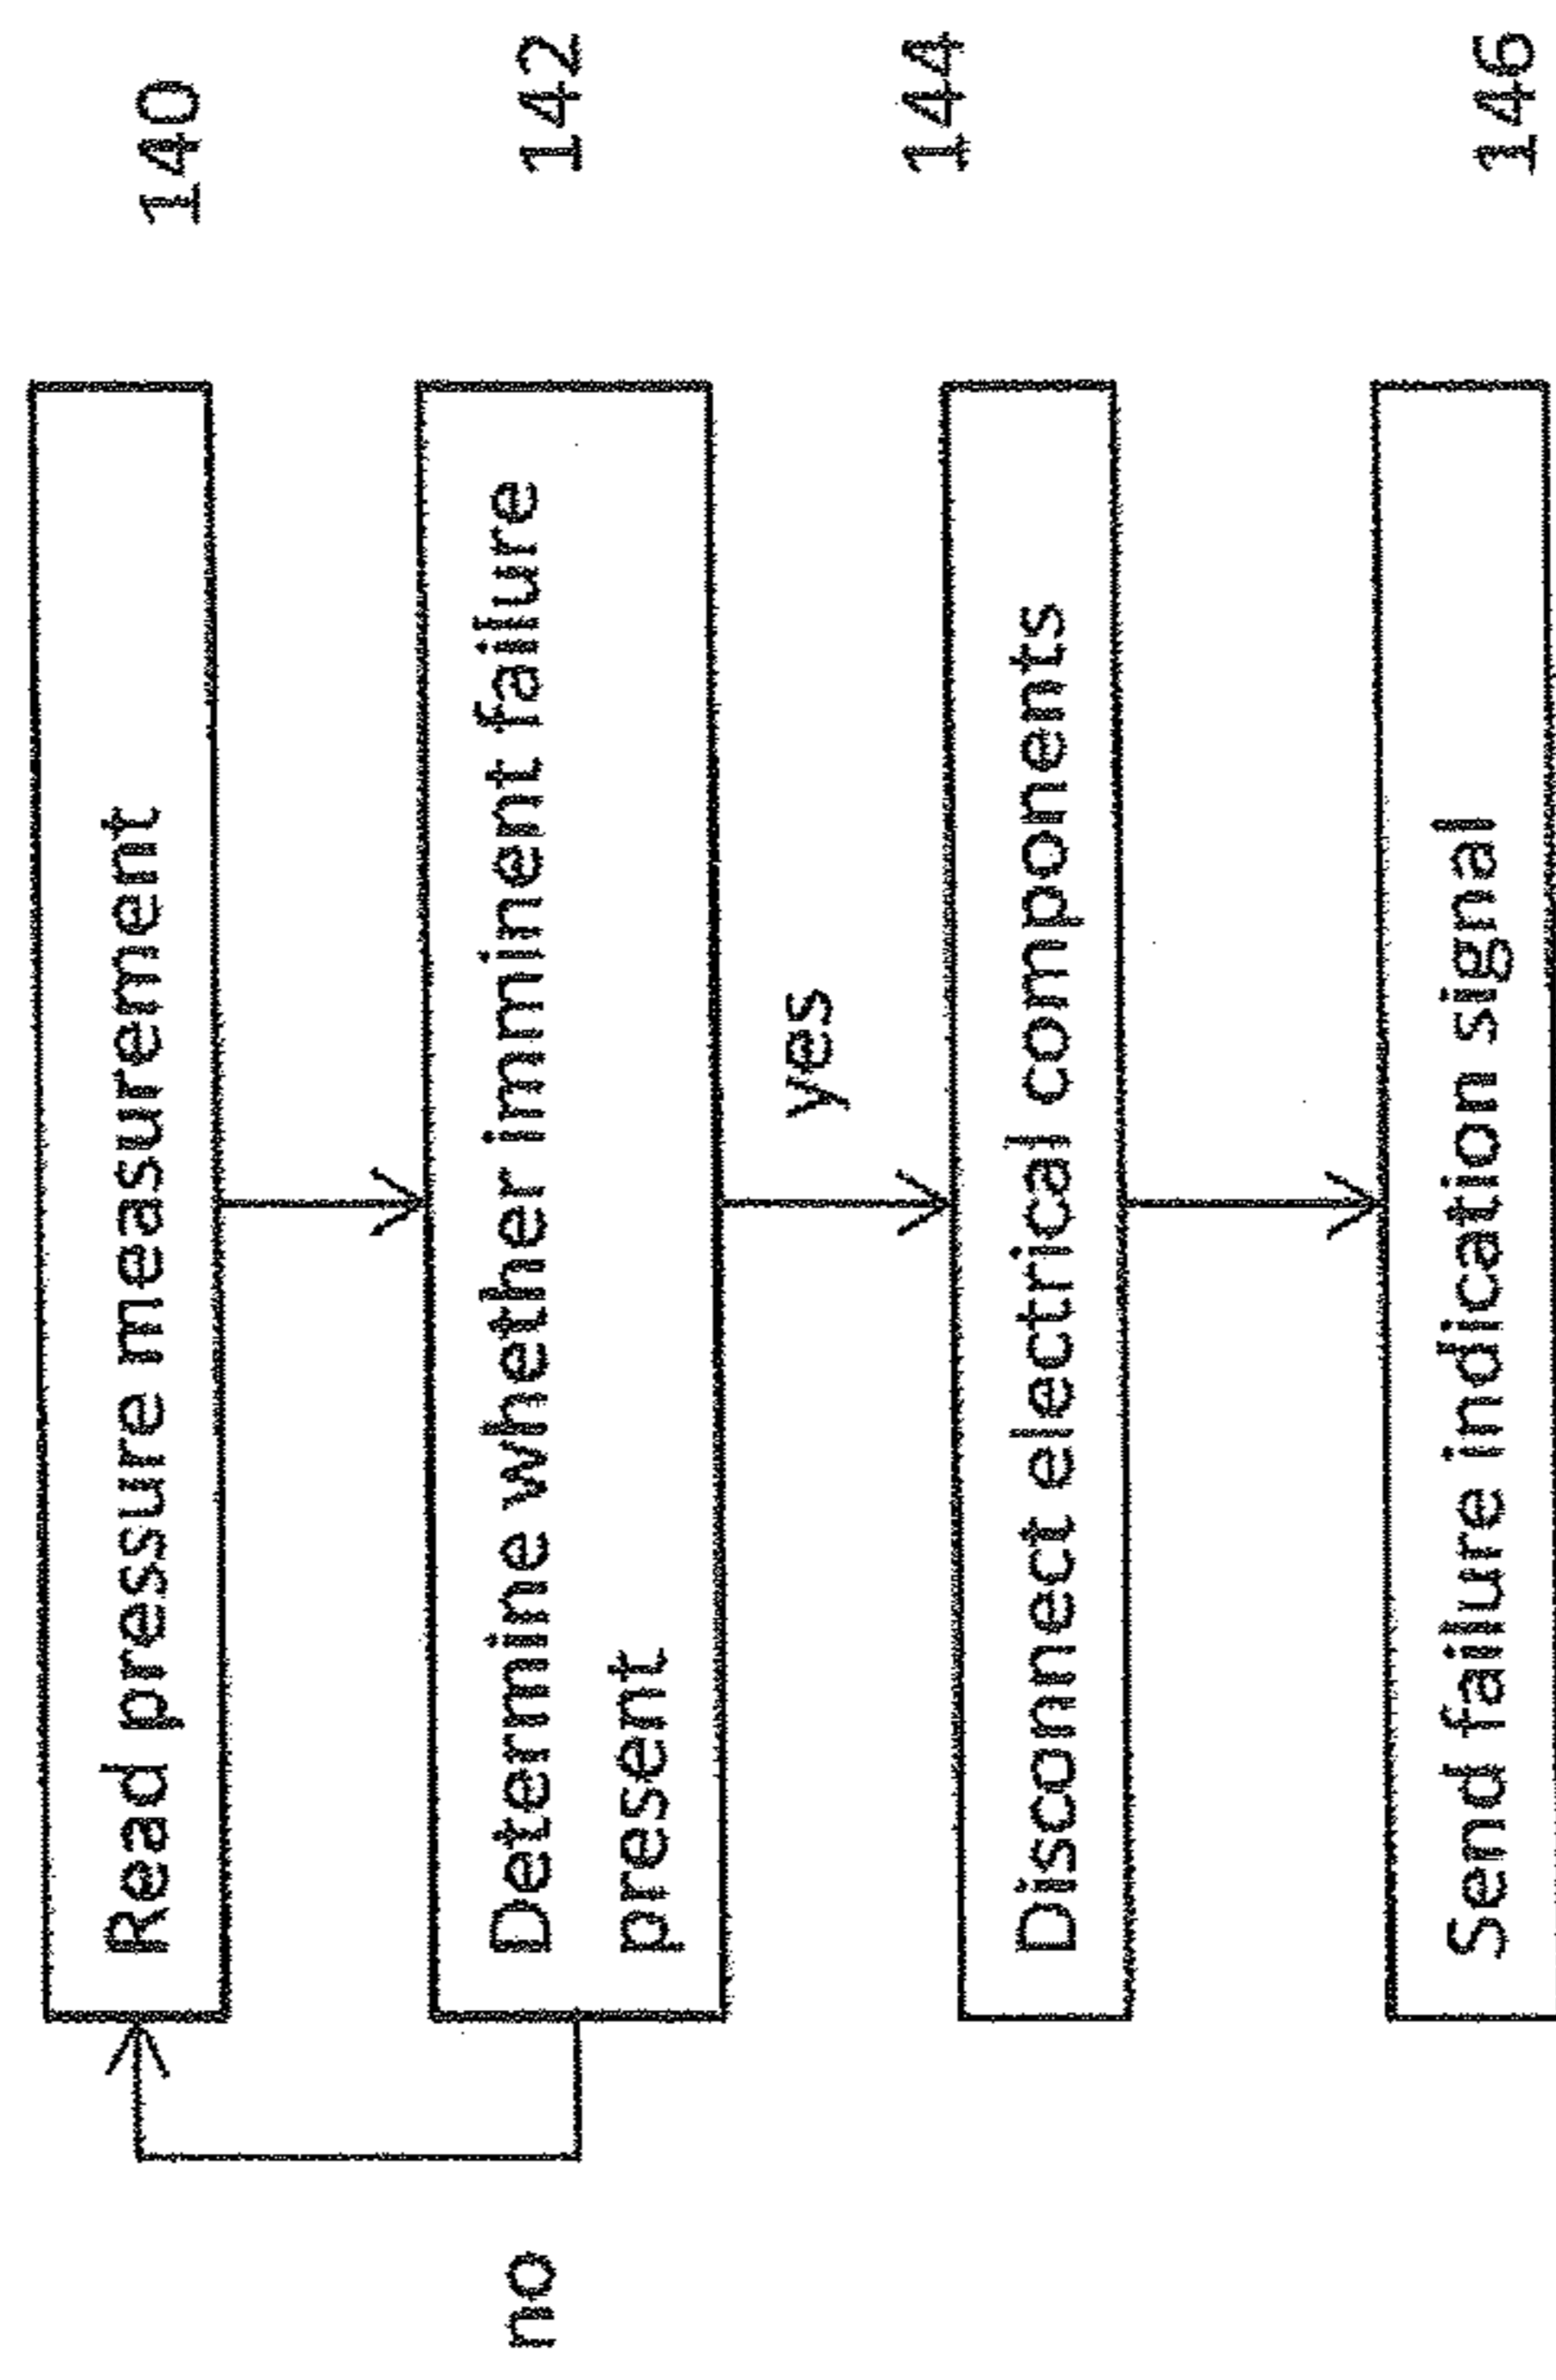 Read pressure measurement
140
Determine whether imminent failure
present
142
no
yes
Disconnect electrical components
144
Send failure indication signal
146